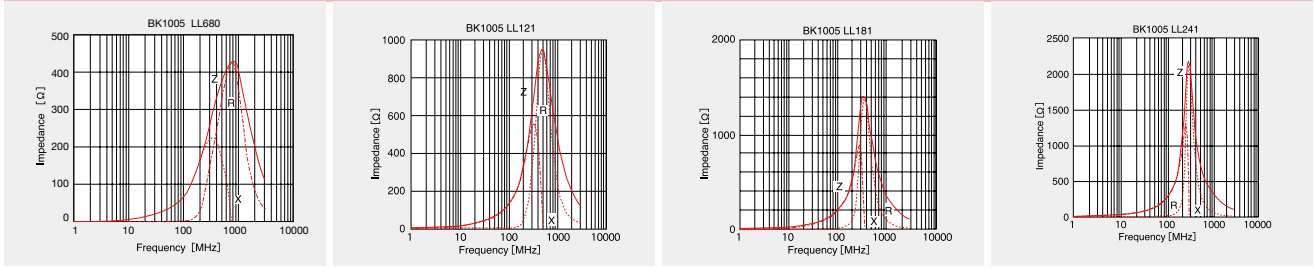 BK1005 LL680
500
400
300
200
100
0
Impedance [Ω]
Z
R
X
1
10
100
1000
10000
Frequency [MHz]
BK1005 LL121
1000
800
600
400
200
0
Impedance [Ω]
Z
R
X
1
10
100
1000
10000
Frequency [MHz]
BK1005 LL181
2000
1000
0
Impedance [Ω]
Z
R
X
1
10
100
1000
10000
Frequency [MHz]
BK1005 LL241
2500
2000
1500
1000
500
0
Impedance [Ω]
Z
R
X
1
10
100
1000
10000
Frequency [MHz]